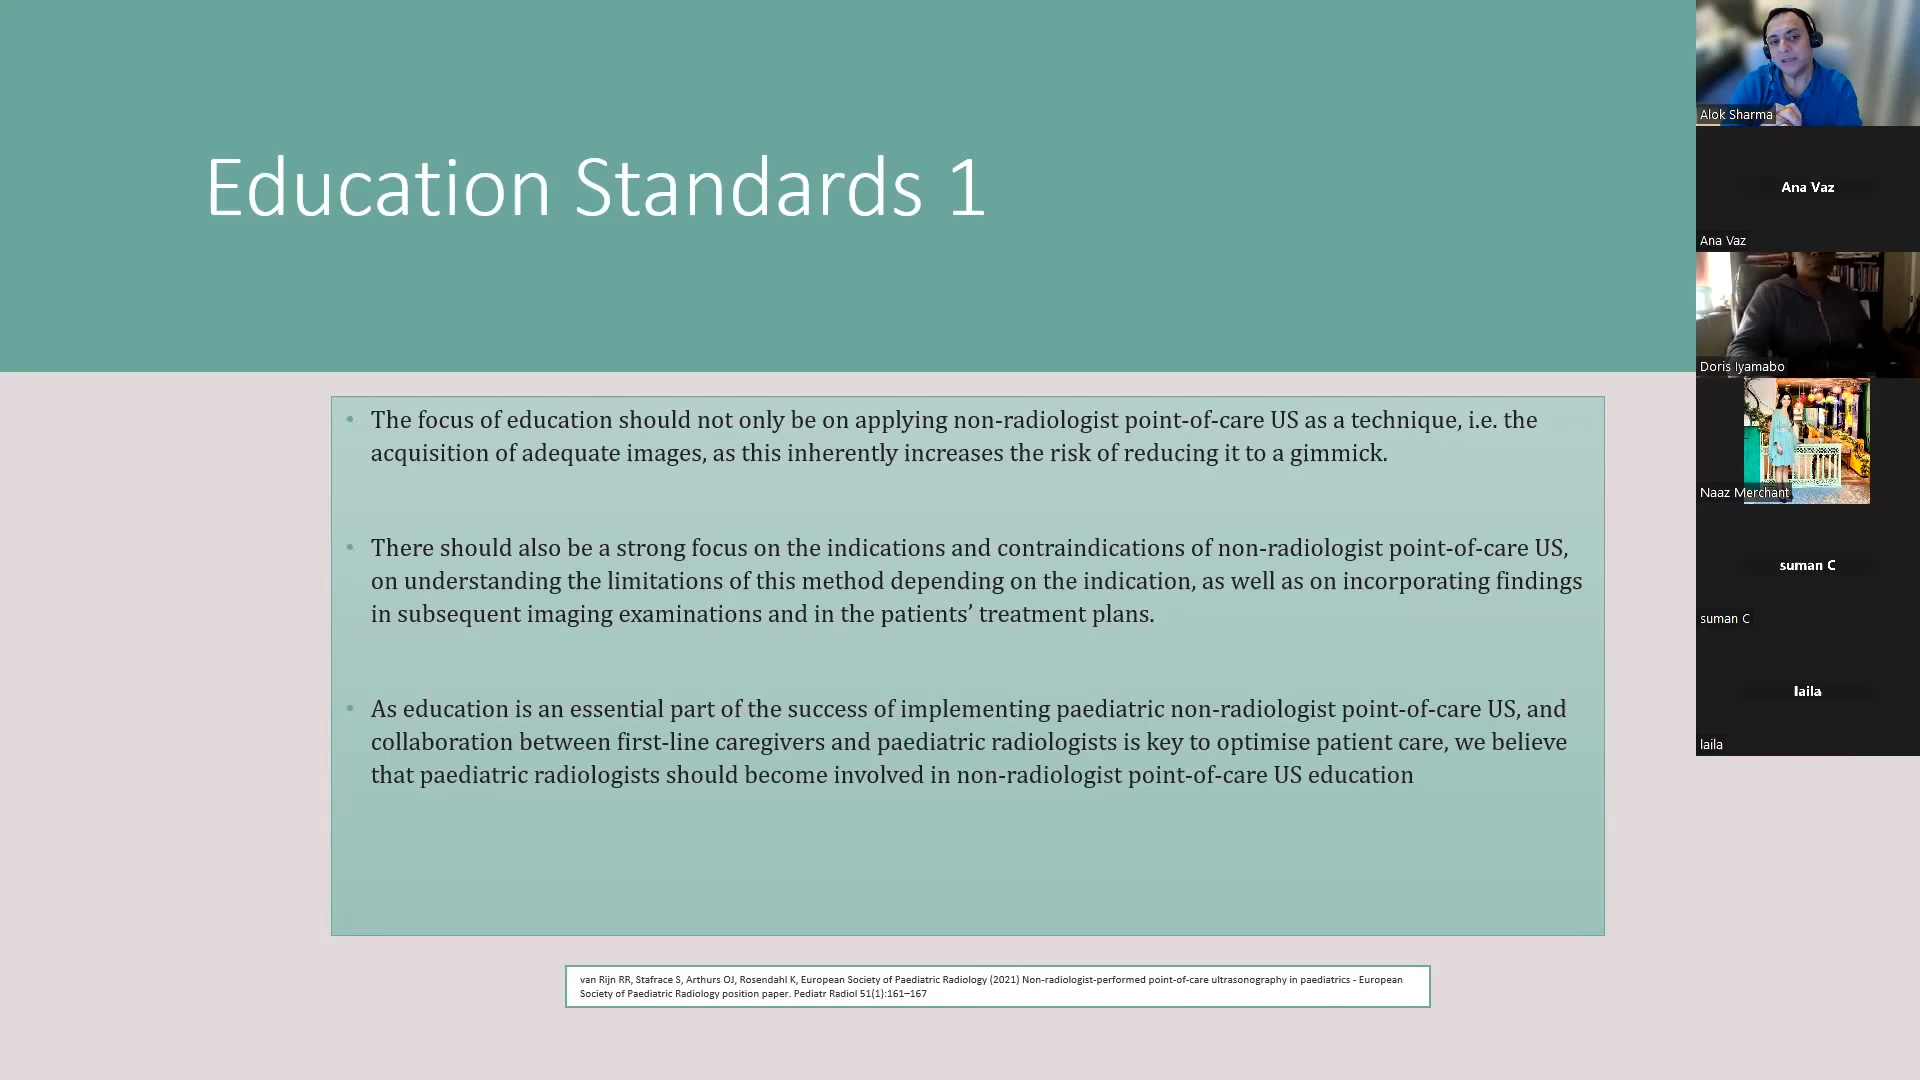 Education Standards 1
• The focus of education should not only be on applying non-radiologist point-of-care US as a technique, i.e. the
acquisition of adequate images, as this inherently increases the risk of reducing it to a gimmick.
• There should also be a strong focus on the indications and contraindications of non-radiologist point-of-care US,
on understanding the limitations of this method depending on the indication, as well as on incorporating findings
in subsequent imaging examinations and in the patients’ treatment plans.
• As education is an essential part of the success of implementing paediatric non-radiologist point-of-care US, and
collaboration between first-line caregivers and paediatric radiologists is key to optimise patient care, we believe
that paediatric radiologists should become involved in non-radiologist point-of-care US education
van Rijn RR, Stafrace S, Arthurs OJ, Rosendahl K, European Society of Paediatric Radiology (2021) Non-radiologist-performed point-of-care ultrasonography in paediatrics - European
Society of Paediatric Radiology position paper. Pediatr Radiol 51(1):161–167
Alok Sharma
Ana Vaz
Ana Vaz
Doris Iyamabo
Naaz Merchant
suman C
suman C
laila
laila